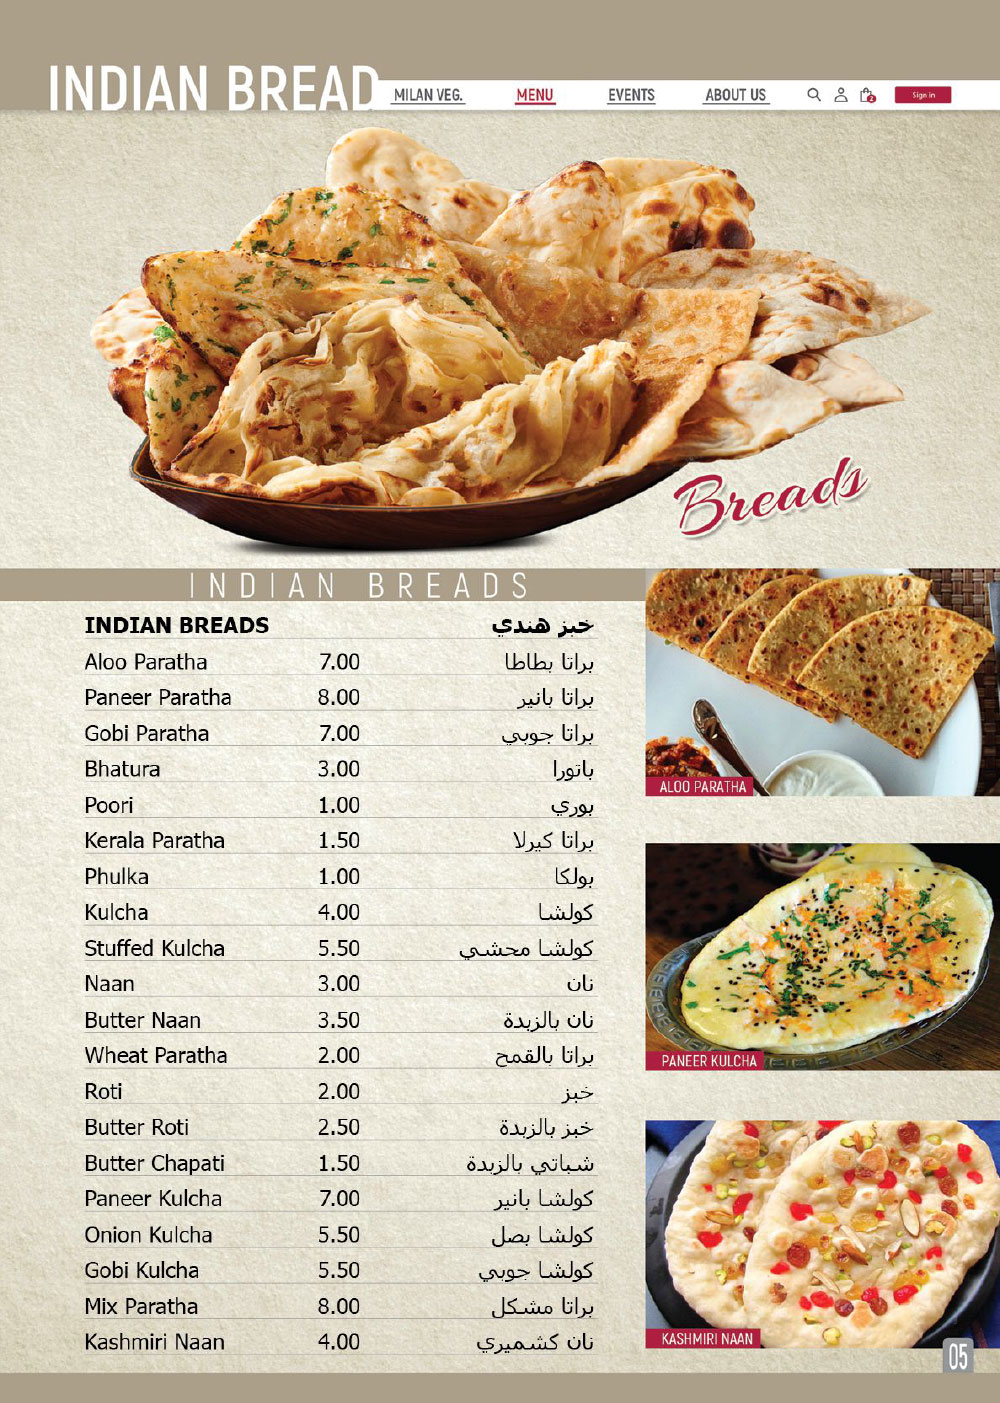 INDIAN BREAD
MILAN VEG. MENU EVENTS ABOUT US 2 Sign in
Breads
INDIAN BREADS
INDIAN BREADS خبز هندي
Aloo Paratha 7.00 براتا بطاطا
Paneer Paratha 8.00 براتا بانير
Gobi Paratha 7.00 براتا جوبي
Bhatura 3.00 باتورا
Poori 1.00 بوري
Kerala Paratha 1.50 براتا كيرلا
Phulka 1.00 بولكا
Kulcha 4.00 كولشا
Stuffed Kulcha 5.50 كولشا محشي
Naan 3.00 نان
Butter Naan 3.50 نان بالزبدة
Wheat Paratha 2.00 براتا بالقمح
Roti 2.00 خبز
Butter Roti 2.50 خبز بالزبدة
Butter Chapati 1.50 شباتي بالزبدة
Paneer Kulcha 7.00 كولشا بانير
Onion Kulcha 5.50 كولشا بصل
Gobi Kulcha 5.50 كولشا جوبي
Mix Paratha 8.00 براتا مشكل
Kashmiri Naan 4.00 نان كشميري
ALOO PARATHA
PANEER KULCHA
KASHMIRI NAAN
05